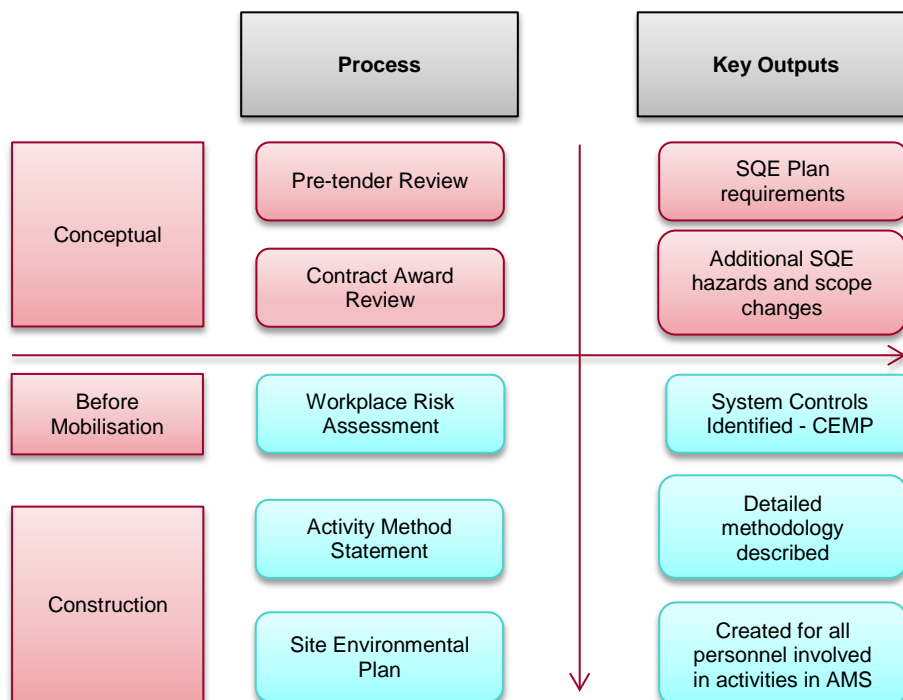 Process
Key Outputs
Conceptual
Pre-tender Review
SQE Plan
requirements
Contract Award
Review
Additional SQE
hazards and scope
changes
Before
Mobilisation
Workplace Risk
Assessment
System Controls
Identified - CEMP
Construction
Activity Method
Statement
Detailed
methodology
described
Site Environmental
Plan
Created for all
personnel involved
in activities in AMS